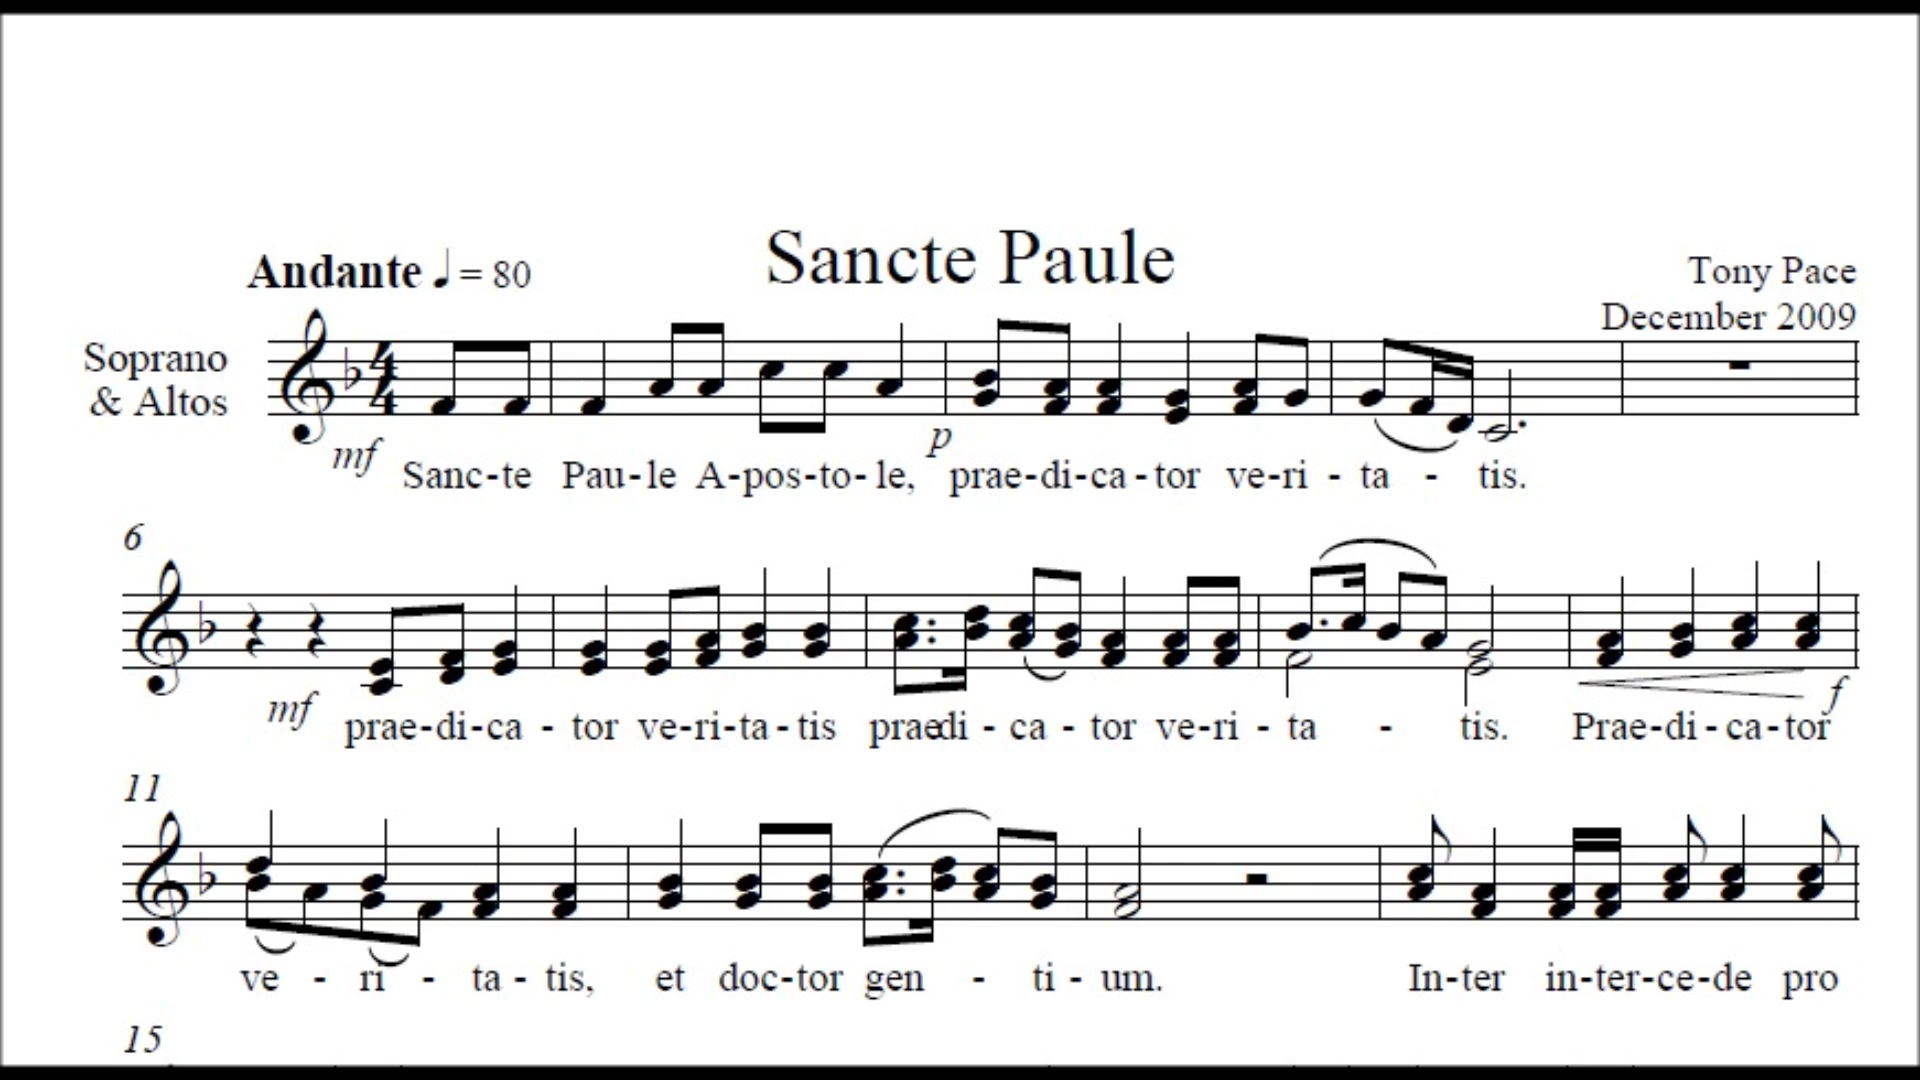 Sancte Paule
Andante ♩ = 80
Tony Pace
December 2009
Soprano
& Altos
mf
p
Sanc-te Pau-le A-pos-to-le, prae-di-ca-tor ve-ri-ta - tis.
6
mf
f
prae-di-ca - tor ve-ri-ta-tis praedi - ca - tor ve-ri - ta - tis. Prae-di-ca-tor
11
ve - ri - ta - tis, et doc-tor gen - ti - um. In-ter in-ter-ce-de pro
15